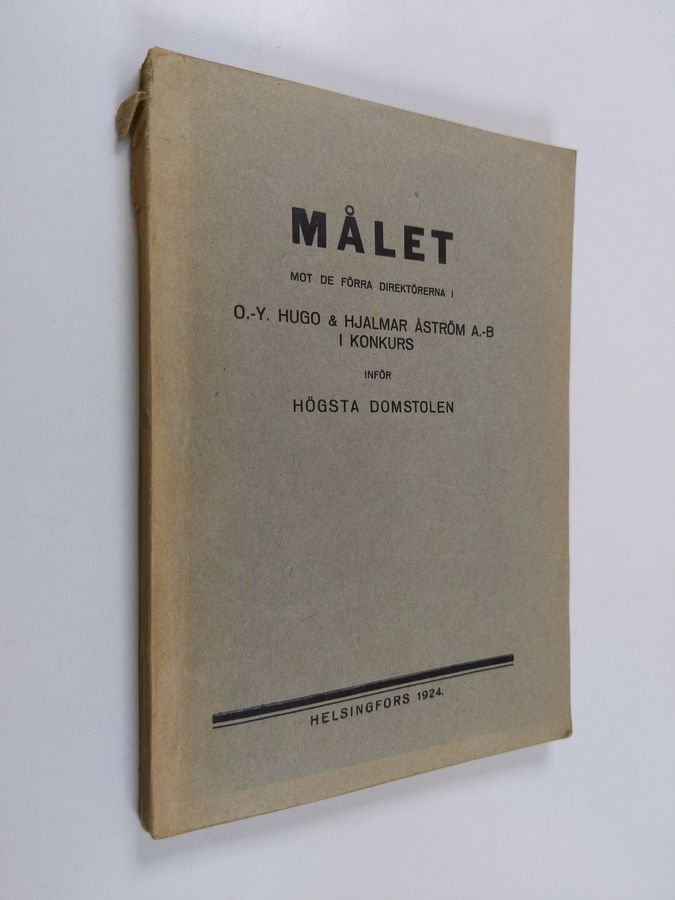 MÅLET
MOT DE FÖRRA DIREKTÖRERNA I
O.-Y. HUGO & HJALMAR ÅSTRÖM A.-B
I KONKURS
INFÖR
HÖGSTA DOMSTOLEN
HELSINGFORS 1924.